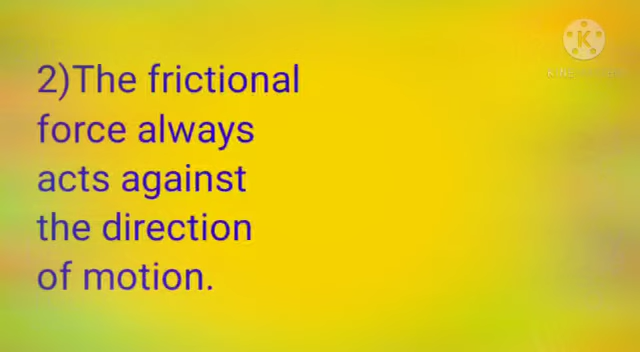 K
2)The frictional
force always
acts against
the direction
of motion.